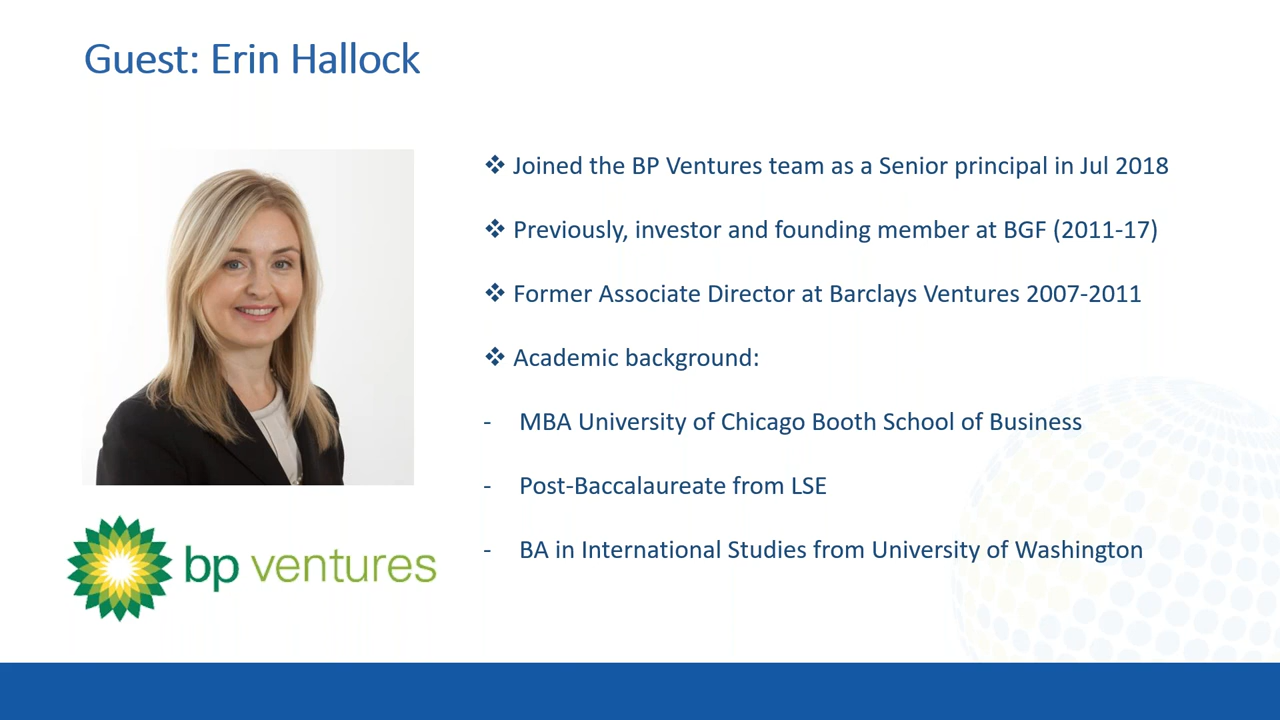 Guest: Erin Hallock
❖ Joined the BP Ventures team as a Senior principal in Jul 2018
❖ Previously, investor and founding member at BGF (2011-17)
❖ Former Associate Director at Barclays Ventures 2007-2011
❖ Academic background:
- MBA University of Chicago Booth School of Business
- Post-Baccalaureate from LSE
- BA in International Studies from University of Washington
bp ventures